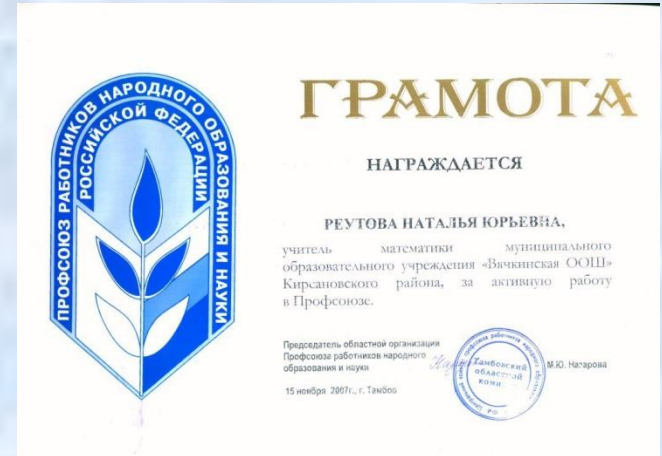 ПРОФСОЮЗ РАБОТНИКОВ НАРОДНОГО ОБРАЗОВАНИЯ И НАУКИ
РОССИЙСКОЙ ФЕДЕРАЦИИ
ГРАМОТА
НАГРАЖДАЕТСЯ
РЕУТОВА НАТАЛЬЯ ЮРЬЕВНА,
учитель математики муниципального
образовательного учреждения «Вячкинская ООШ»
Кирсановского района, за активную работу
в Профсоюзе.
Председатель областной организации
Профсоюза работников народного
образования и науки
М.Ю. Назарова
15 ноября 2007г., г. Тамбов
Тамбовский
областной